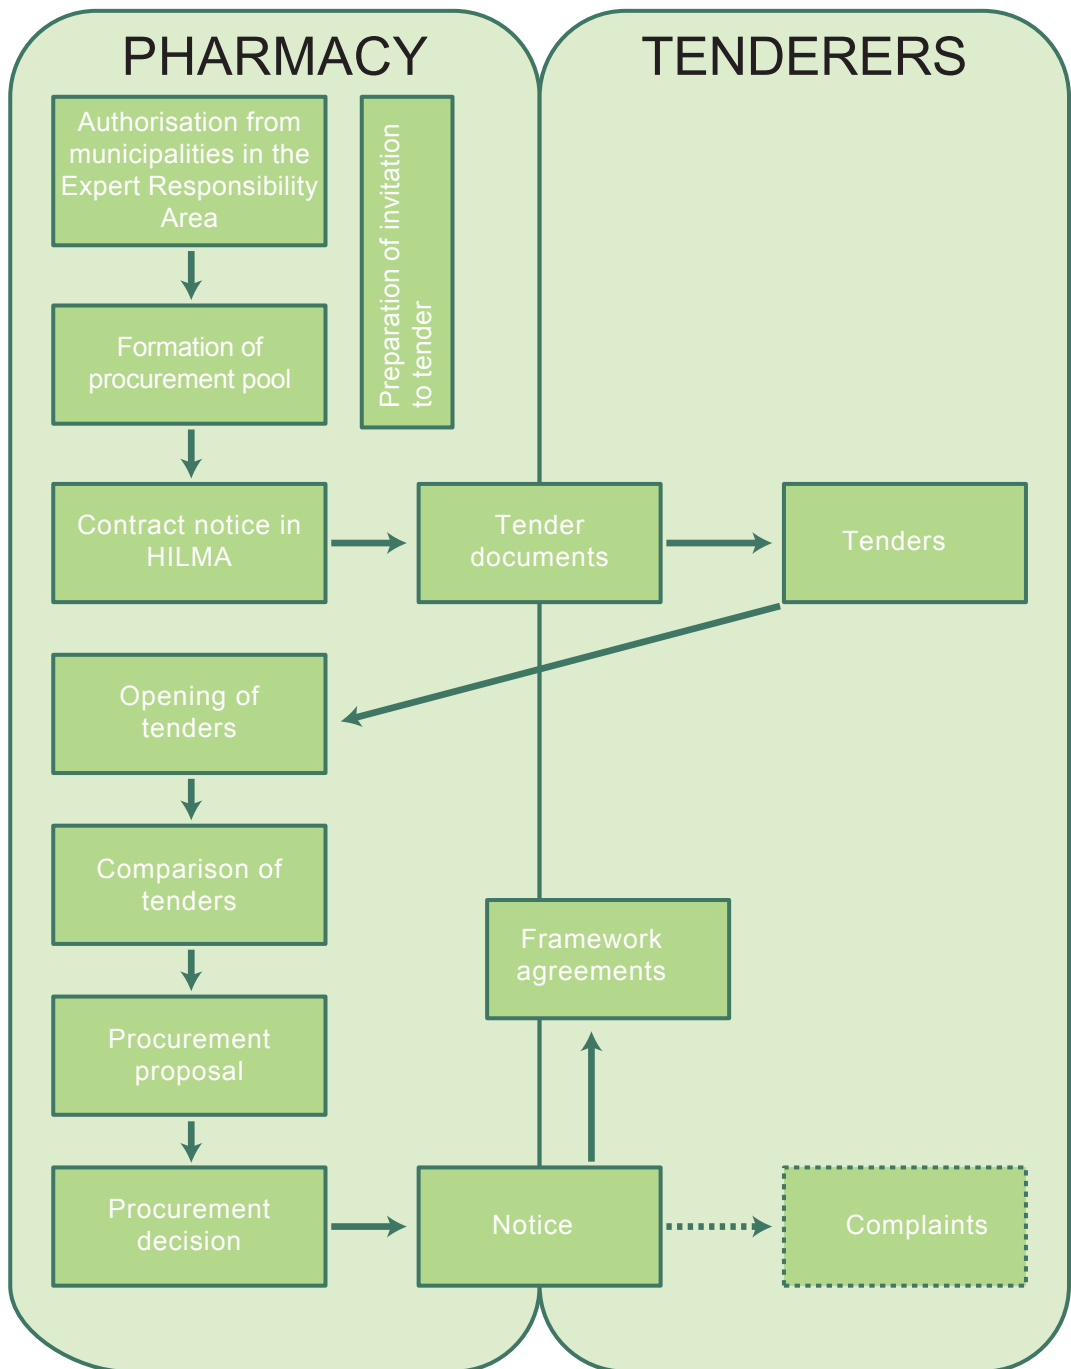 PHARMACY
TENDERERS
Authorisation from
municipalities in the
Expert Responsibility
Area
Preparation of invitation
to tender
Formation of
procurement pool
Contract notice in
HILMA
Tender
documents
Tenders
Opening of
tenders
Comparison of
tenders
Framework
agreements
Procurement
proposal
Procurement
decision
Notice
Complaints